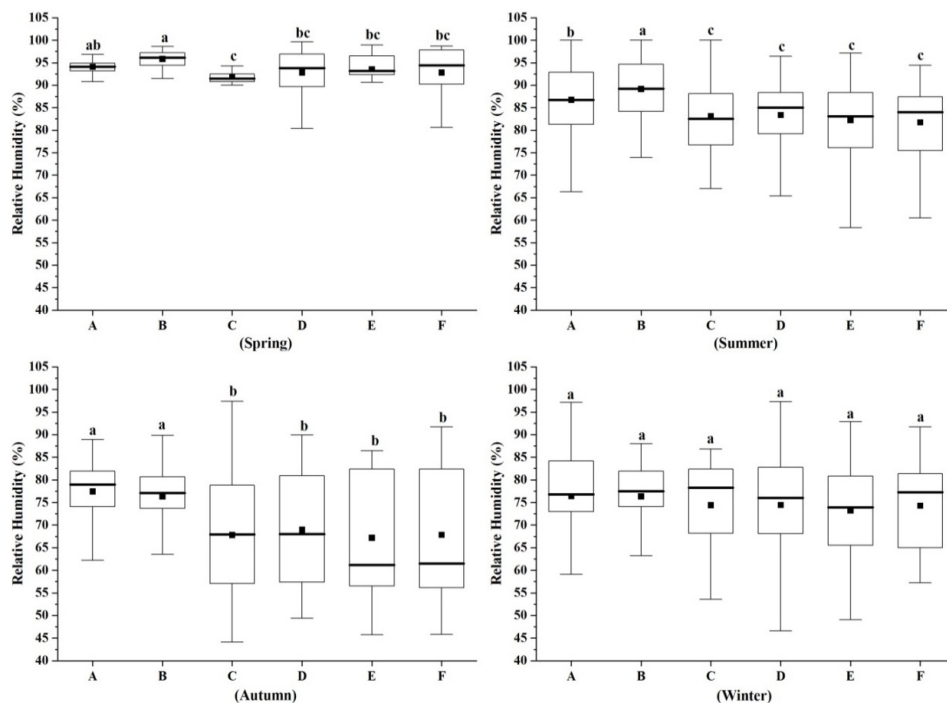 Relative Humidity (%)
105
100
95
90
85
80
75
70
65
60
55
50
45
40
ab
a
c
bc
bc
bc
A B C D E F
(Spring)
Relative Humidity (%)
105
100
95
90
85
80
75
70
65
60
55
50
45
40
b
a
c
c
c
c
A B C D E F
(Summer)
Relative Humidity (%)
105
100
95
90
85
80
75
70
65
60
55
50
45
40
a
a
b
b
b
b
A B C D E F
(Autumn)
Relative Humidity (%)
105
100
95
90
85
80
75
70
65
60
55
50
45
40
a
a
a
a
a
a
A B C D E F
(Winter)